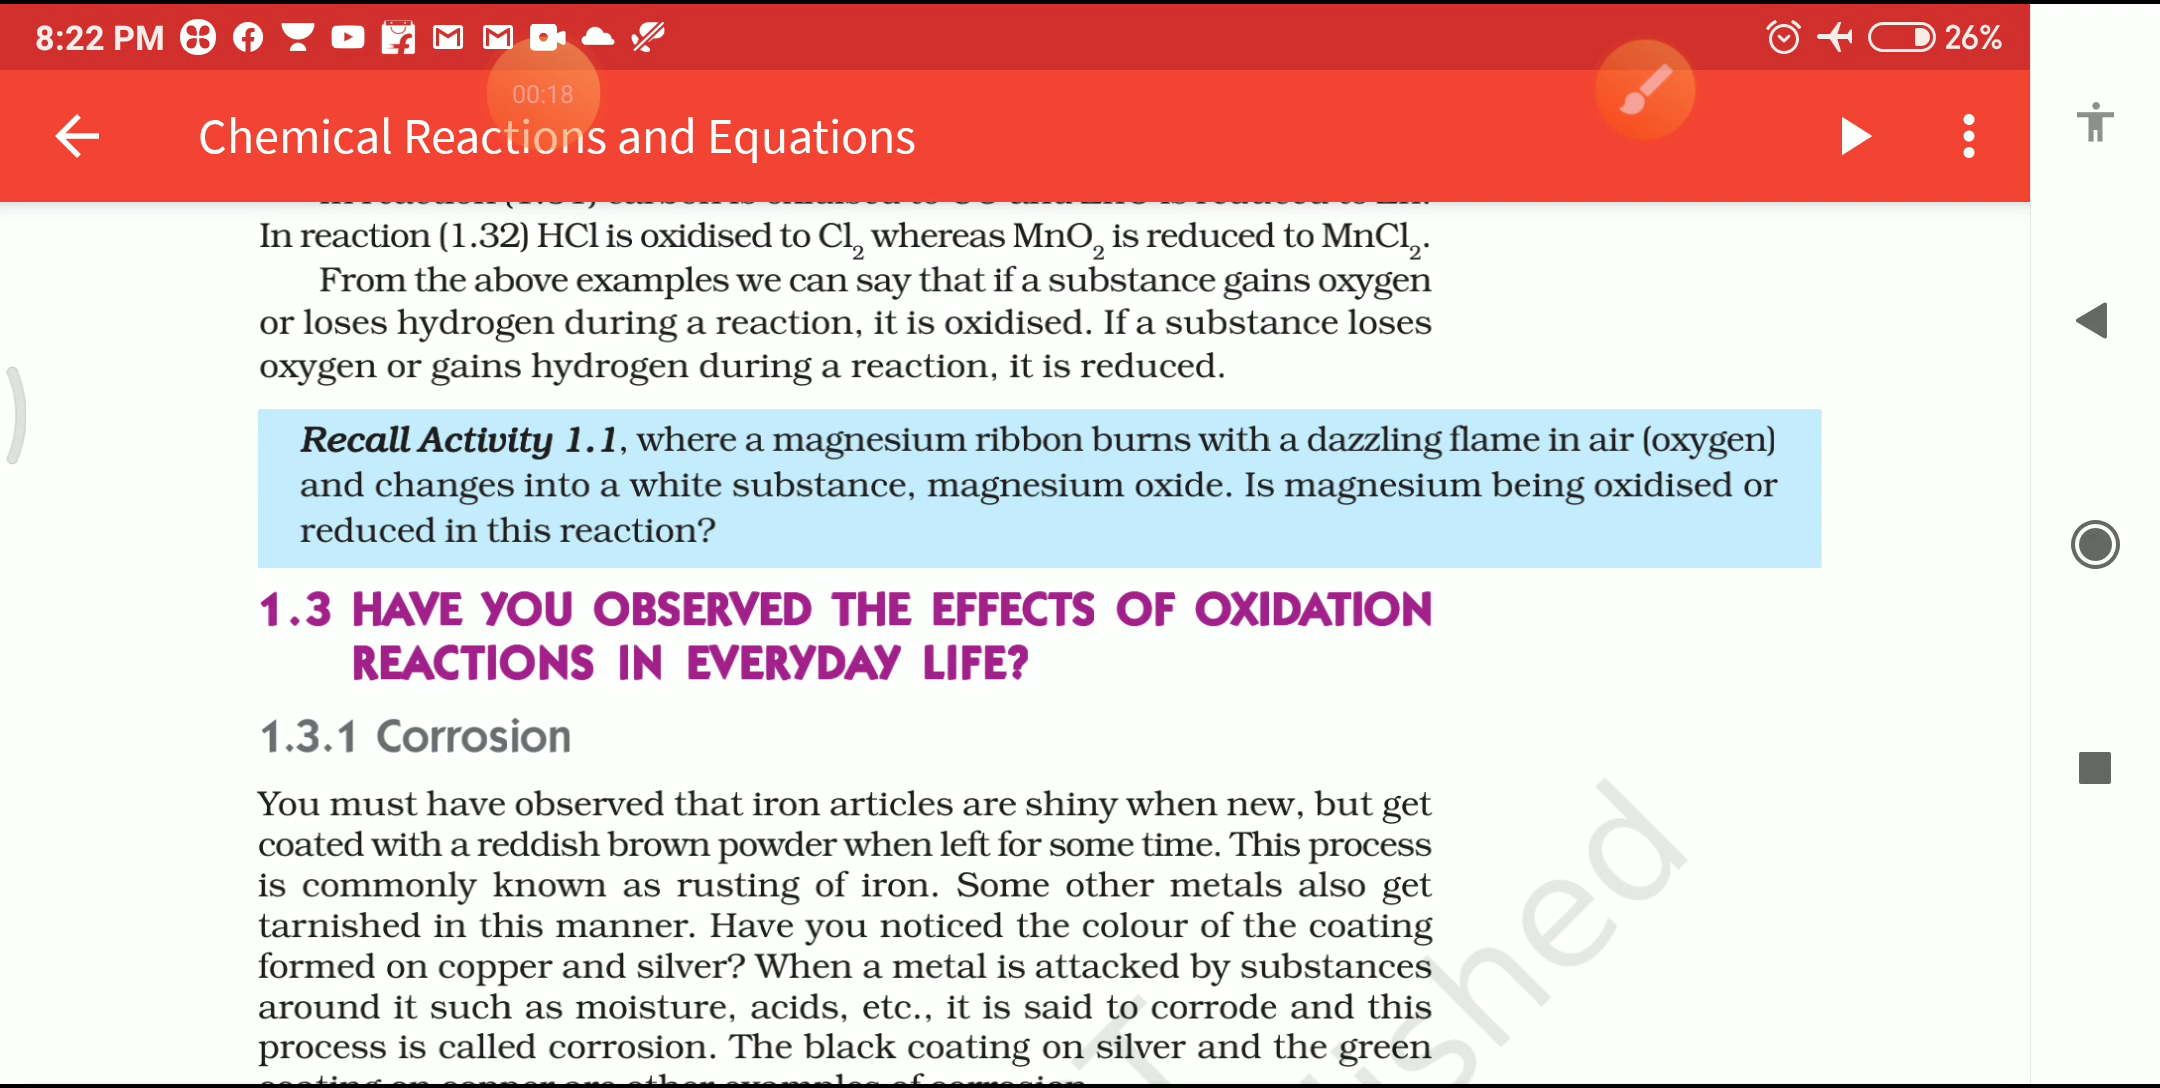 8:22 PM
26%
00:18
Chemical Reactions and Equations
In reaction (1.32) HCl is oxidised to Cl₂ whereas MnO₂ is reduced to MnCl₂.
From the above examples we can say that if a substance gains oxygen
or loses hydrogen during a reaction, it is oxidised. If a substance loses
oxygen or gains hydrogen during a reaction, it is reduced.
Recall Activity 1.1, where a magnesium ribbon burns with a dazzling flame in air (oxygen)
and changes into a white substance, magnesium oxide. Is magnesium being oxidised or
reduced in this reaction?
1.3 HAVE YOU OBSERVED THE EFFECTS OF OXIDATION
REACTIONS IN EVERYDAY LIFE?
1.3.1 Corrosion
You must have observed that iron articles are shiny when new, but get
coated with a reddish brown powder when left for some time. This process
is commonly known as rusting of iron. Some other metals also get
tarnished in this manner. Have you noticed the colour of the coating
formed on copper and silver? When a metal is attacked by substances
around it such as moisture, acids, etc., it is said to corrode and this
process is called corrosion. The black coating on silver and the green
coating on copper are other examples of corrosion.
shed